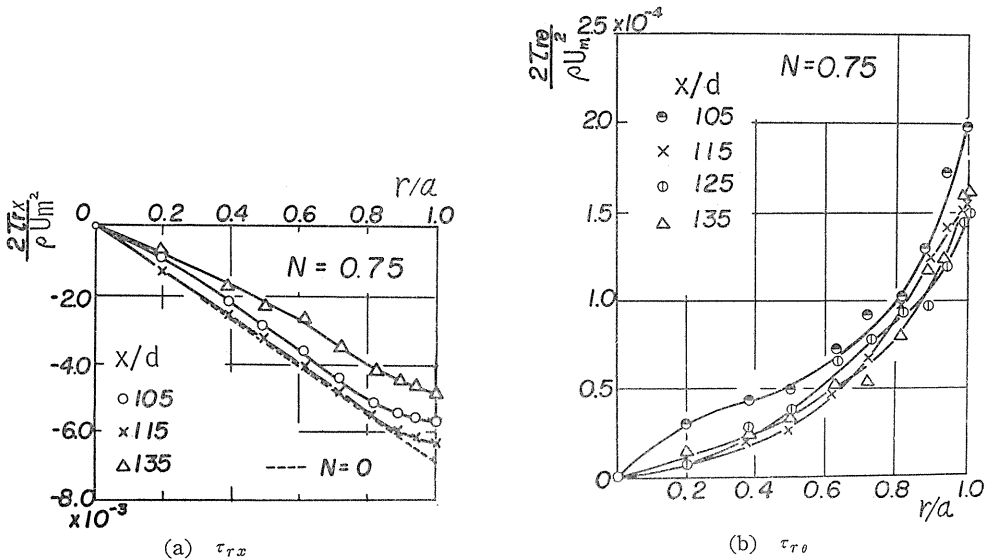 2τrx
ρUm²
r/a
0 0.2 0.4 0.6 0.8 1.0
N = 0.75
-2.0
-4.0
-6.0
-8.0
×10⁻³
x/d
○ 105
× 115
△ 135
---- N = 0
(a) τrx
2τrθ
ρUm²
2.5 ×10⁻⁴
N = 0.75
x/d
105
× 115
125
△ 135
2.0
1.5
1.0
0.5
0
0.2 0.4 0.6 0.8 1.0
r/a
(b) τrθ